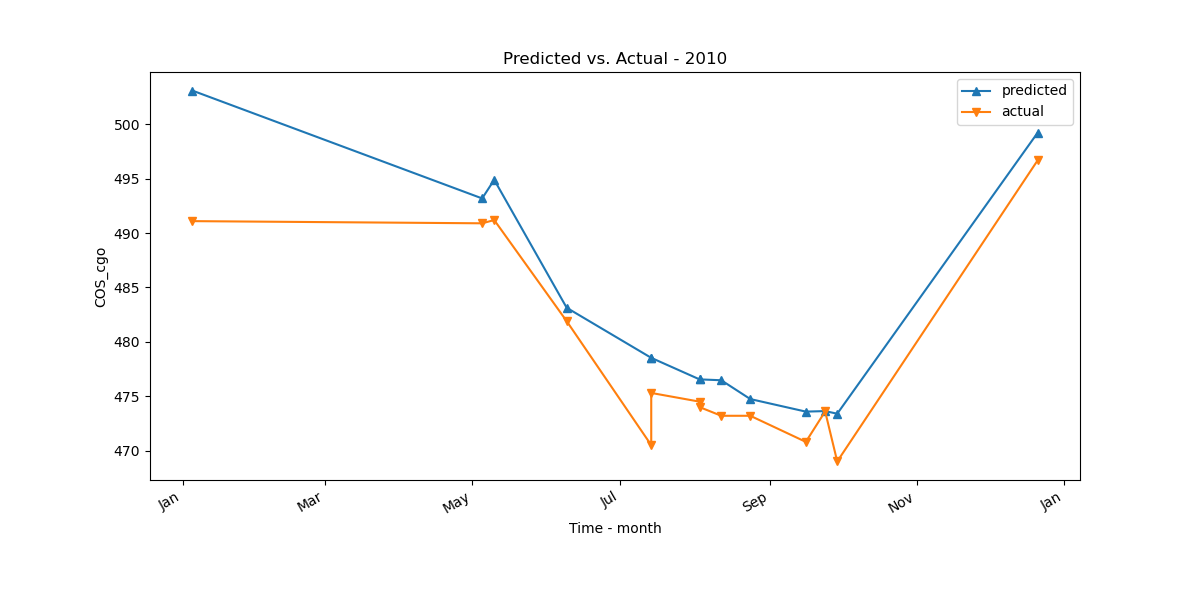 Predicted vs. Actual - 2010
predicted
actual
500
495
490
485
480
475
470
COS_cgo
Jan
Mar
May
Jul
Sep
Nov
Jan
Time - month